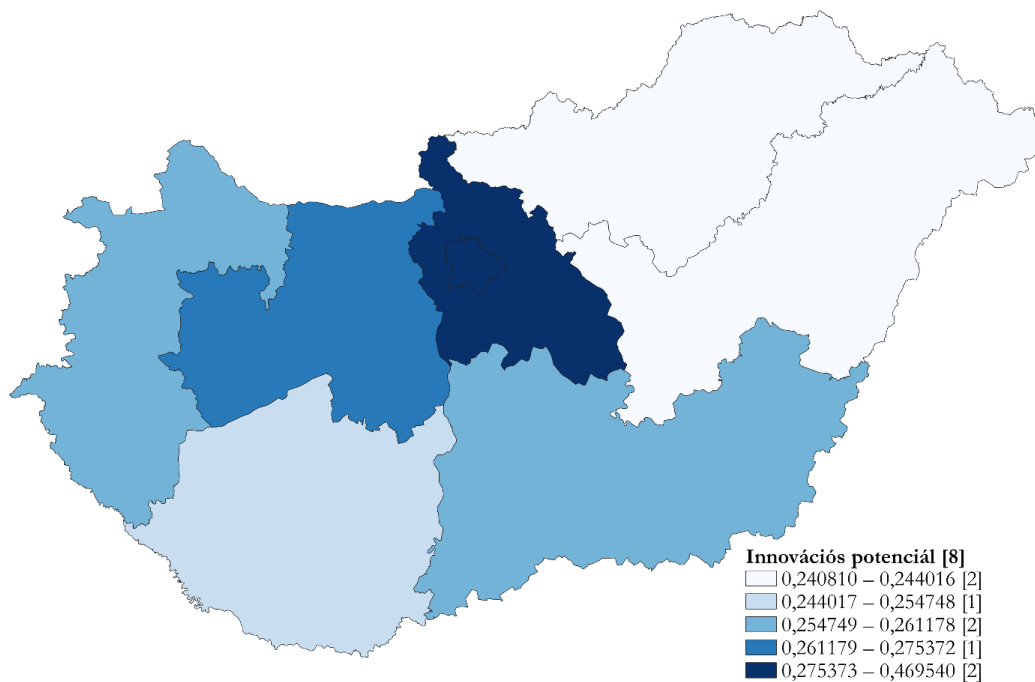 Innovációs potenciál [8]
0,240810 – 0,244016 [2]
0,244017 – 0,254748 [1]
0,254749 – 0,261178 [2]
0,261179 – 0,275372 [1]
0,275373 – 0,469540 [2]